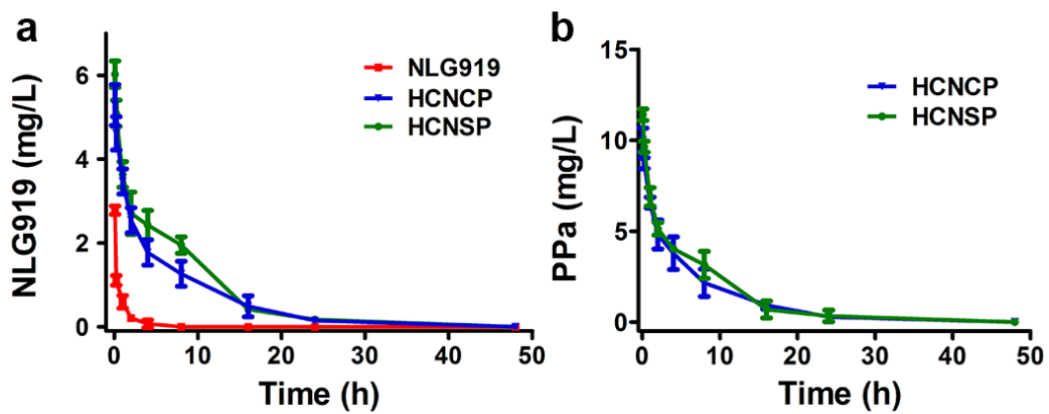 a
NLG919 (mg/L)
6
4
2
0
NLG919
HCNCP
HCNSP
0 10 20 30 40 50
Time (h)
b
PPa (mg/L)
15
10
5
0
HCNCP
HCNSP
0 10 20 30 40 50
Time (h)